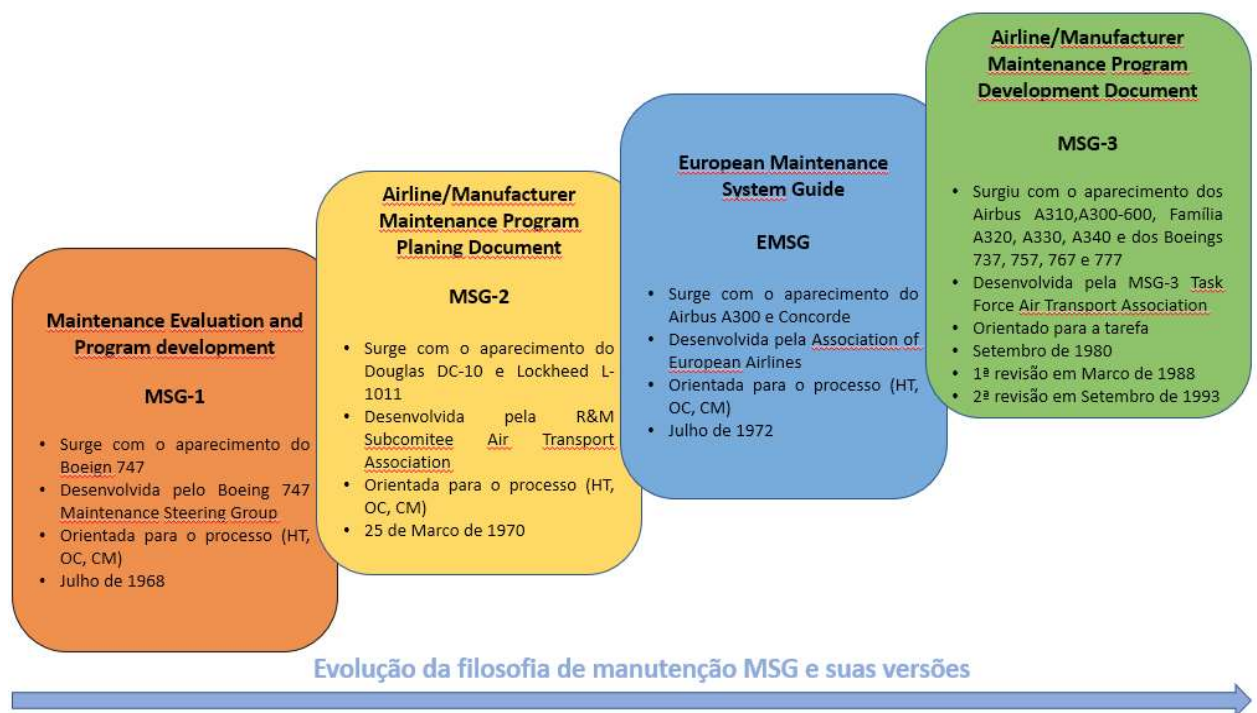 Maintenance Evaluation and
Program development
MSG-1
• Surge com o aparecimento do
Boeign 747
• Desenvolvida pelo Boeing 747
Maintenance Steering Group
• Orientada para o processo (HT,
OC, CM)
• Julho de 1968
Airline/Manufacturer
Maintenance Program
Planing Document
MSG-2
• Surge com o aparecimento do
Douglas DC-10 e Lockheed L-
1011
• Desenvolvida pela R&M
Subcomitee Air Transport
Association
• Orientada para o processo (HT,
OC, CM)
• 25 de Marco de 1970
European Maintenance
System Guide
EMSG
• Surge com o aparecimento do
Airbus A300 e Concorde
• Desenvolvida pela Association of
European Airlines
• Orientada para o processo (HT,
OC, CM)
• Julho de 1972
Airline/Manufacturer
Maintenance Program
Development Document
MSG-3
• Surgiu com o aparecimento dos
Airbus A310,A300-600, Família
A320, A330, A340 e dos Boeings
737, 757, 767 e 777
• Desenvolvida pela MSG-3 Task
Force Air Transport Association
• Orientado para a tarefa
• Setembro de 1980
• 1ª revisão em Marco de 1988
• 2ª revisão em Setembro de 1993
Evolução da filosofia de manutenção MSG e suas versões